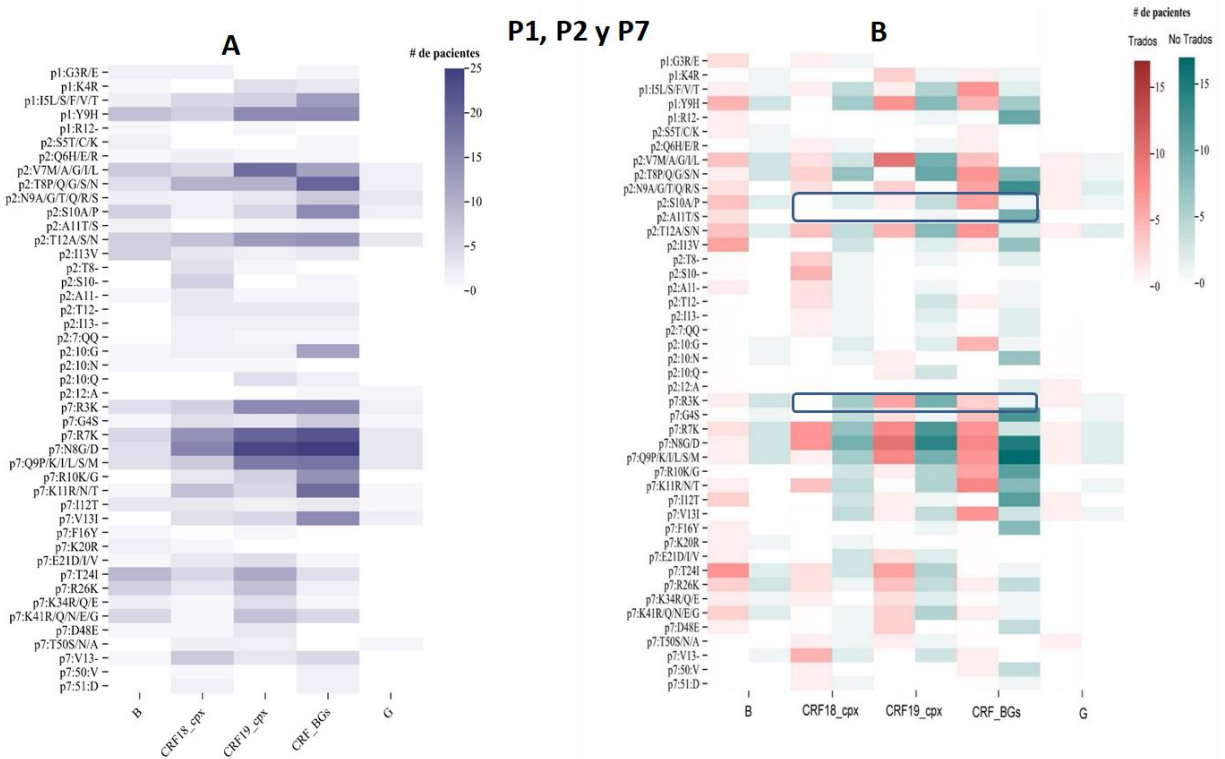 P1, P2 y P7
A
# de pacientes
25
20
15
10
5
0
p1:G3R/E
p1:K4R
p1:I5L/S/F/V/T
p1:Y9H
p1:R12-
p2:S5T/C/K
p2:Q6H/E/R
p2:V7M/A/G/I/L
p2:T8P/Q/G/S/N
p2:N9A/G/T/Q/R/S
p2:S10A/P
p2:A11T/S
p2:T12A/S/N
p2:I13V
p2:T8-
p2:S10-
p2:A11-
p2:T12-
p2:I13-
p2:7:QQ
p2:10:G
p2:10:N
p2:10:Q
p2:12:A
p7:R3K
p7:G4S
p7:R7K
p7:N8G/D
p7:Q9P/K/I/L/S/M
p7:R10K/G
p7:K11R/N/T
p7:I12T
p7:V13I
p7:F16Y
p7:K20R
p7:E21D/I/V
p7:T24I
p7:R26K
p7:K34R/Q/E
p7:K41R/Q/N/E/G
p7:D48E
p7:T50S/N/A
p7:V13-
p7:50:V
p7:51:D
B CRF18_cpx CRF19_cpx CRF_BGs G
B
# de pacientes
Trados No Trados
15 15
10 10
5 5
0 0
p1:G3R/E
p1:K4R
p1:I5L/S/F/V/T
p1:Y9H
p1:R12-
p2:S5T/C/K
p2:Q6H/E/R
p2:V7M/A/G/I/L
p2:T8P/Q/G/S/N
p2:N9A/G/T/Q/R/S
p2:S10A/P
p2:A11T/S
p2:T12A/S/N
p2:I13V
p2:T8-
p2:S10-
p2:A11-
p2:T12-
p2:I13-
p2:7:QQ
p2:10:G
p2:10:N
p2:10:Q
p2:12:A
p7:R3K
p7:G4S
p7:R7K
p7:N8G/D
p7:Q9P/K/I/L/S/M
p7:R10K/G
p7:K11R/N/T
p7:I12T
p7:V13I
p7:F16Y
p7:K20R
p7:E21D/I/V
p7:T24I
p7:R26K
p7:K34R/Q/E
p7:K41R/Q/N/E/G
p7:D48E
p7:T50S/N/A
p7:V13-
p7:50:V
p7:51:D
B CRF18_cpx CRF19_cpx CRF_BGs G